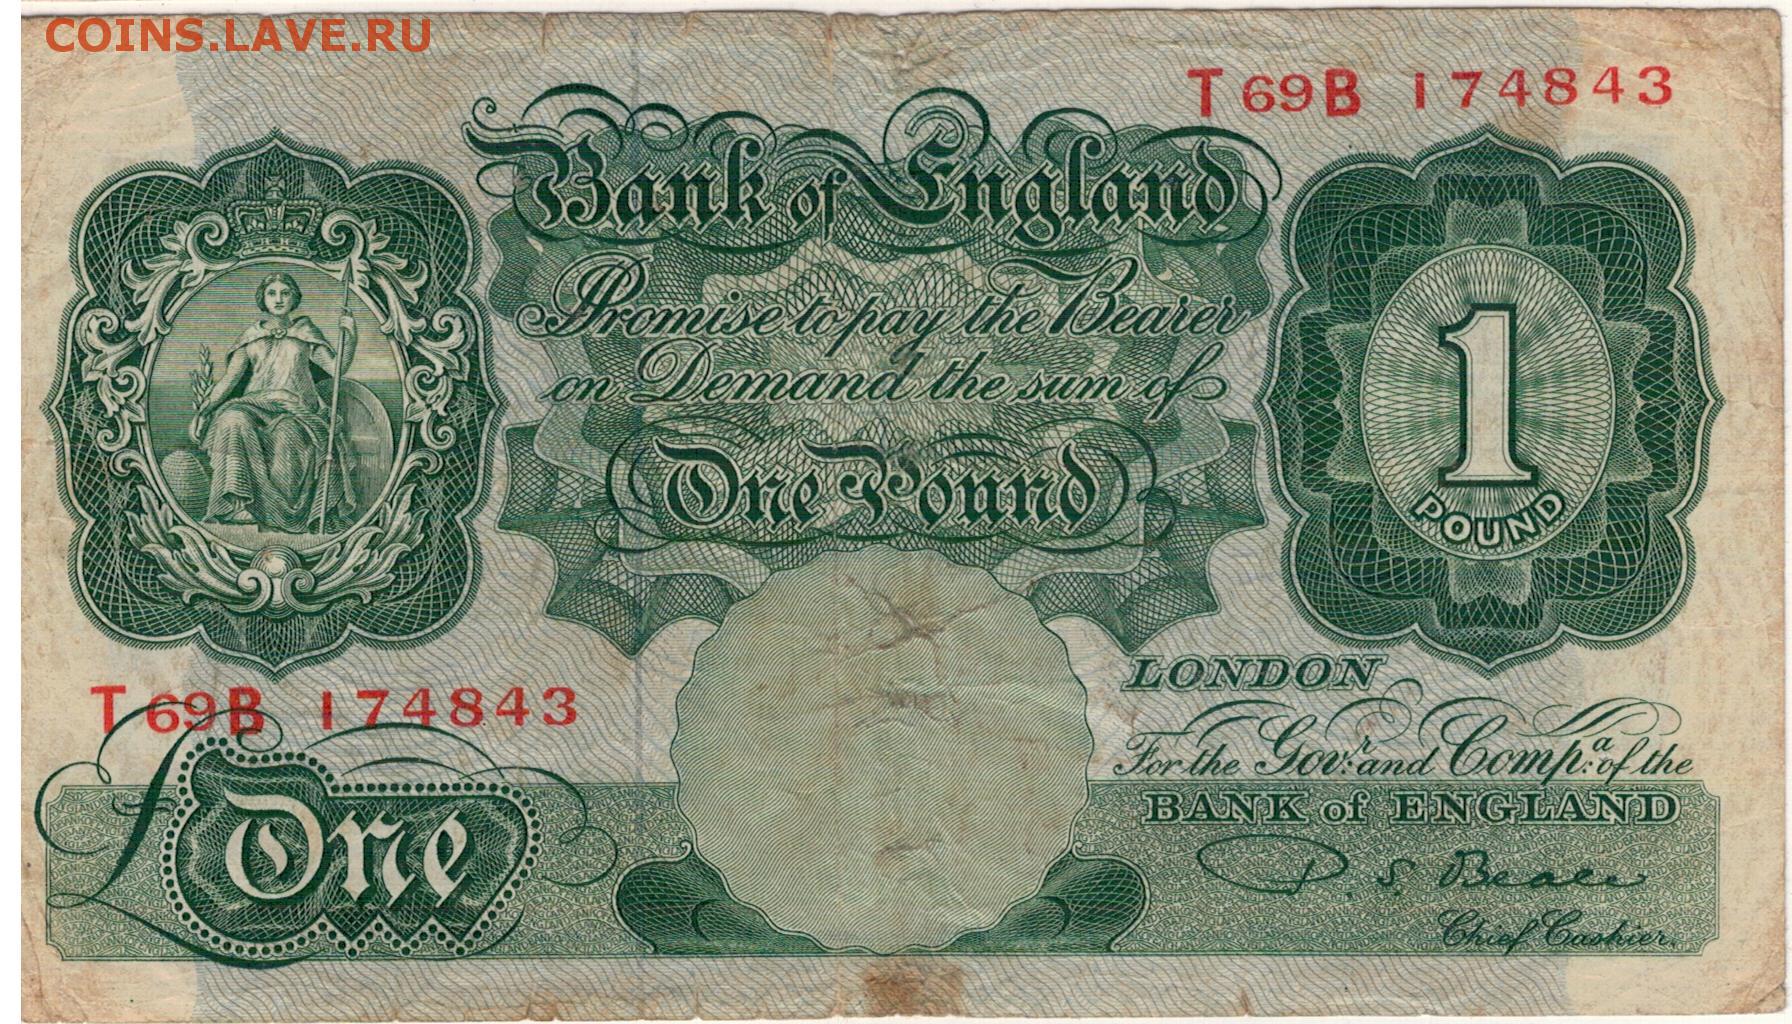 COINS.LAVE.RU
T69B 174843
Bank of England
Promise to pay the Bearer
on Demand the sum of
One Pound
1
POUND
LONDON
T69B 174843
For the Govr. and Compa. of the
BANK of ENGLAND
£One
P. S. Beale
Chief Cashier.